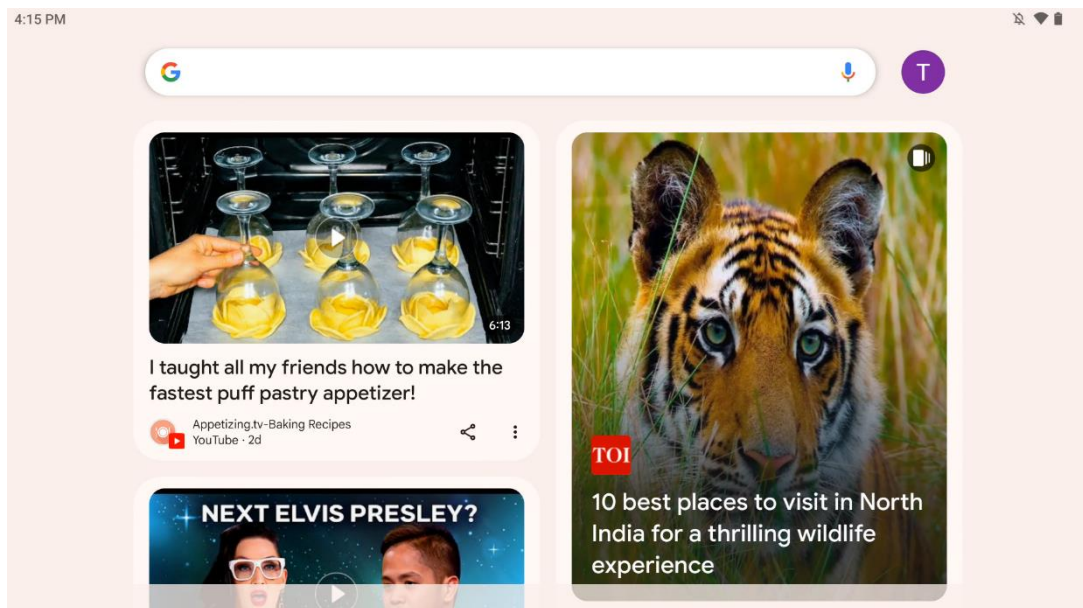 4:15 PM
T
6:13
I taught all my friends how to make the
fastest puff pastry appetizer!
Appetizing.tv-Baking Recipes
YouTube · 2d
NEXT ELVIS PRESLEY?
TOI
10 best places to visit in North
India for a thrilling wildlife
experience